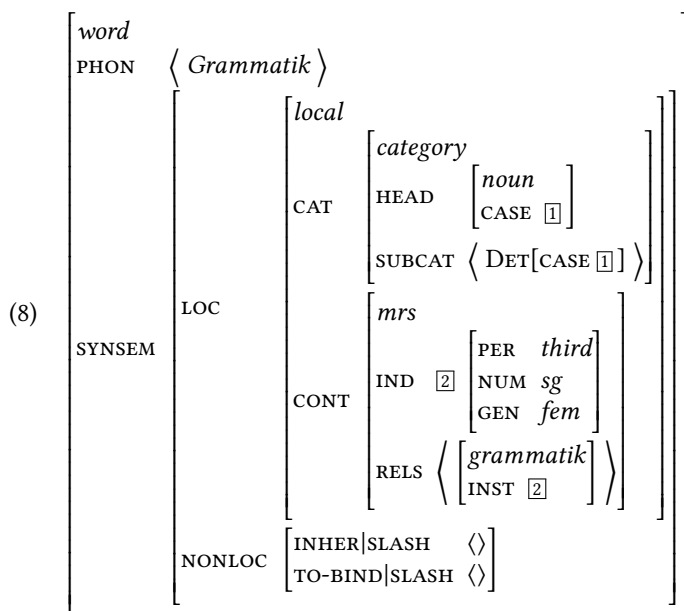 word
PHON ⟨ Grammatik ⟩
local
category
HEAD noun
CASE 1
CAT
SUBCAT ⟨ DET[CASE 1] ⟩
(8) LOC
mrs
SYNSEM
PER third
IND 2 NUM sg
GEN fem
CONT
RELS ⟨ [grammatik
INST 2] ⟩
INHER|SLASH ⟨⟩
NONLOC
TO-BIND|SLASH ⟨⟩